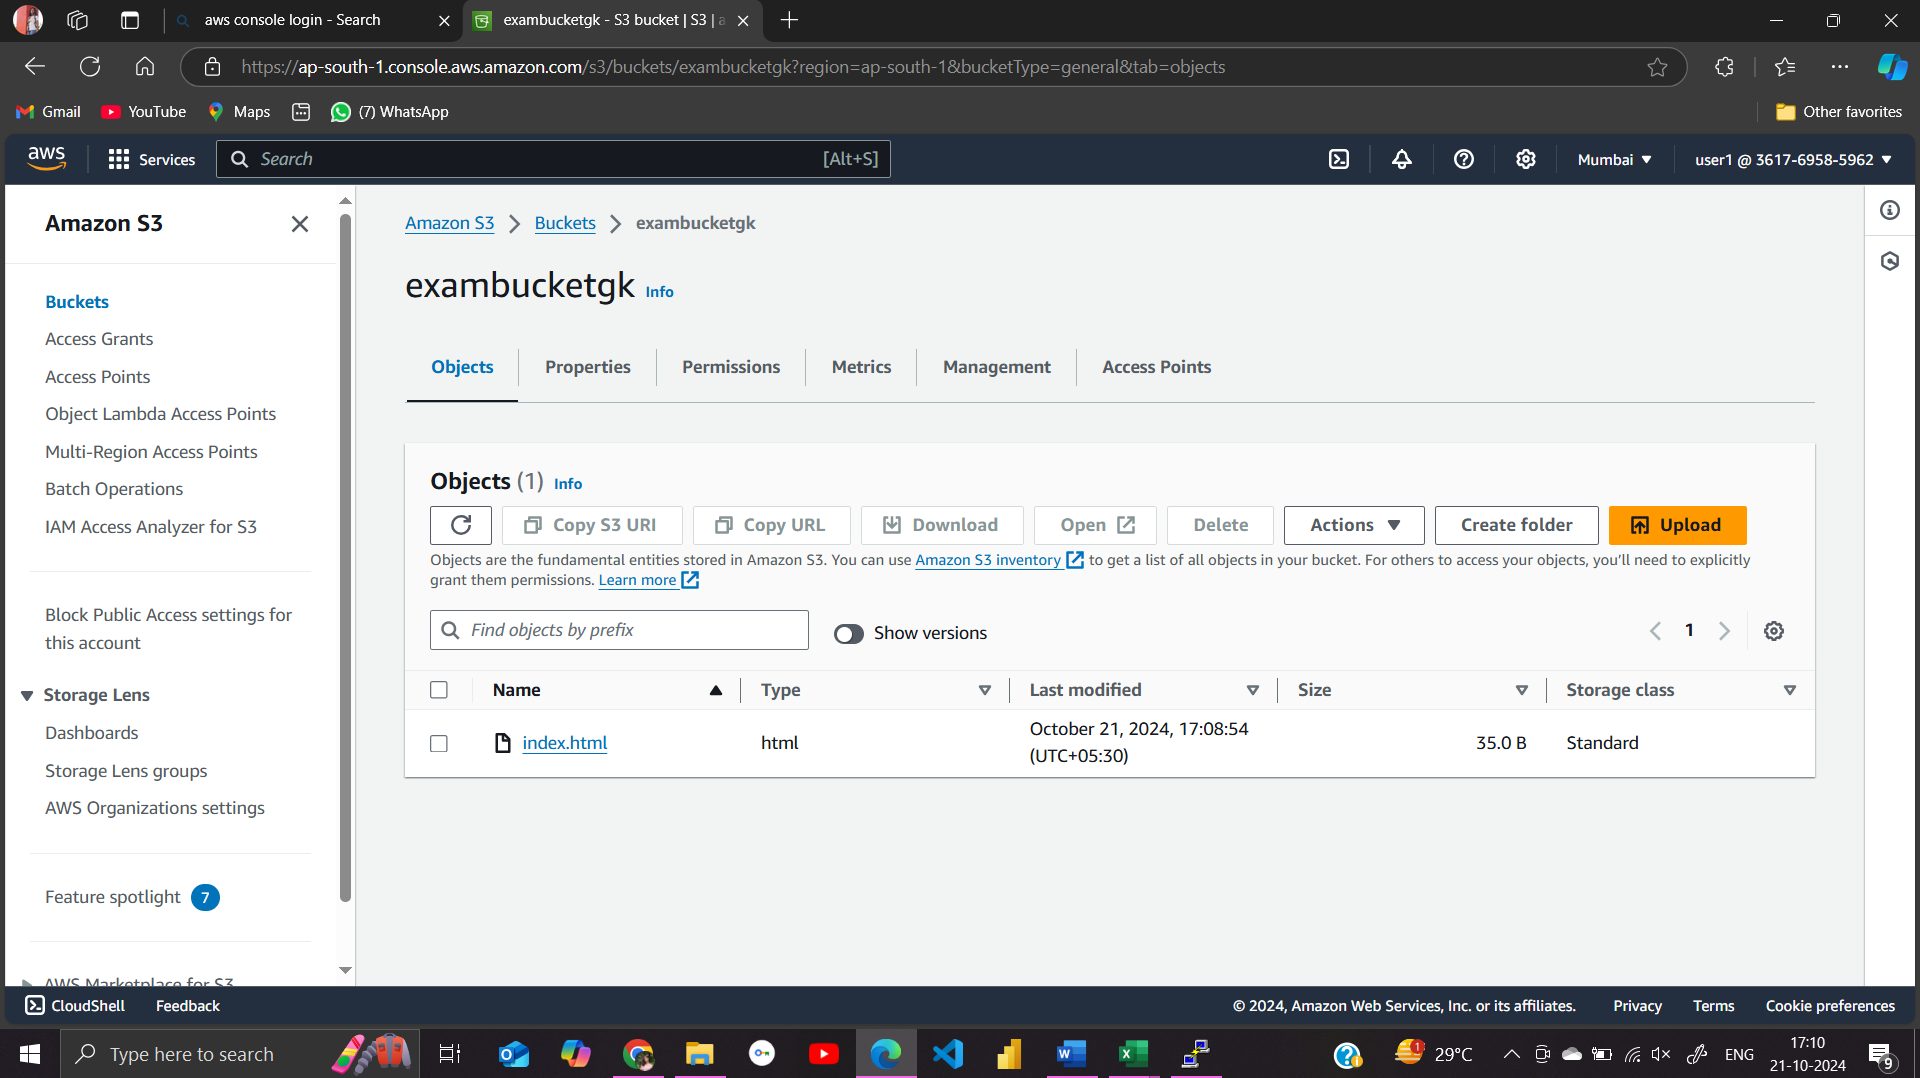 aws console login - Search
exambucketgk - S3 bucket | S3 | a
https://ap-south-1.console.aws.amazon.com/s3/buckets/exambucketgk?region=ap-south-1&bucketType=general&tab=objects
Gmail
YouTube
Maps
(7) WhatsApp
Other favorites
aws
Services
Search
[Alt+S]
Mumbai
user1 @ 3617-6958-5962
Amazon S3
Buckets
Access Grants
Access Points
Object Lambda Access Points
Multi-Region Access Points
Batch Operations
IAM Access Analyzer for S3
Block Public Access settings for
this account
Storage Lens
Dashboards
Storage Lens groups
AWS Organizations settings
Feature spotlight 7
AWS Marketplace for S3
Amazon S3
Buckets
exambucketgk
exambucketgk Info
Objects
Properties
Permissions
Metrics
Management
Access Points
Objects (1) Info
Copy S3 URI
Copy URL
Download
Open
Delete
Actions
Create folder
Upload
Objects are the fundamental entities stored in Amazon S3. You can use Amazon S3 inventory to get a list of all objects in your bucket. For others to access your objects, you'll need to explicitly
grant them permissions. Learn more
Find objects by prefix
Show versions
1
Name
Type
Last modified
Size
Storage class
index.html
html
October 21, 2024, 17:08:54
(UTC+05:30)
35.0 B
Standard
CloudShell
Feedback
© 2024, Amazon Web Services, Inc. or its affiliates.
Privacy
Terms
Cookie preferences
Type here to search
1
29°C
ENG
17:10
21-10-2024
9